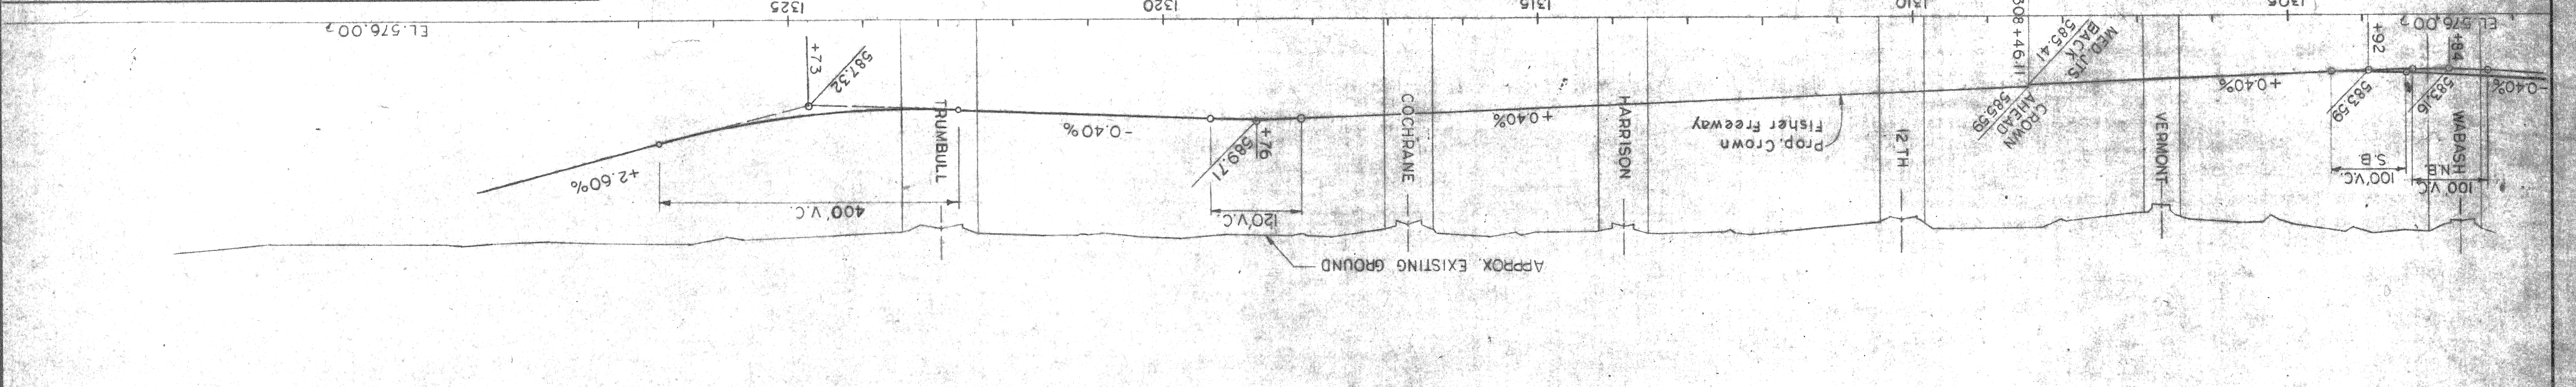 APPROX. EXISTING GROUND
100' V.C.
N.B.
100' V.C.
S.B.
120' V.C.
400' V.C.
WABASH
VERMONT
12 TH
HARRISON
COCHRANE
TRUMBULL
-0.40%
583.16
+84
583.59
+92
+0.40%
CROWN
AHEAD
585.59
MED. JTS
BACK
585.41
308+46.11
Prop. Crown
Fisher Freeway
+0.40%
589.71
+76
-0.40%
587.32
+73
+2.60%
EL. 576.00
EL. 576.00
1305
1310
1315
1320
1325